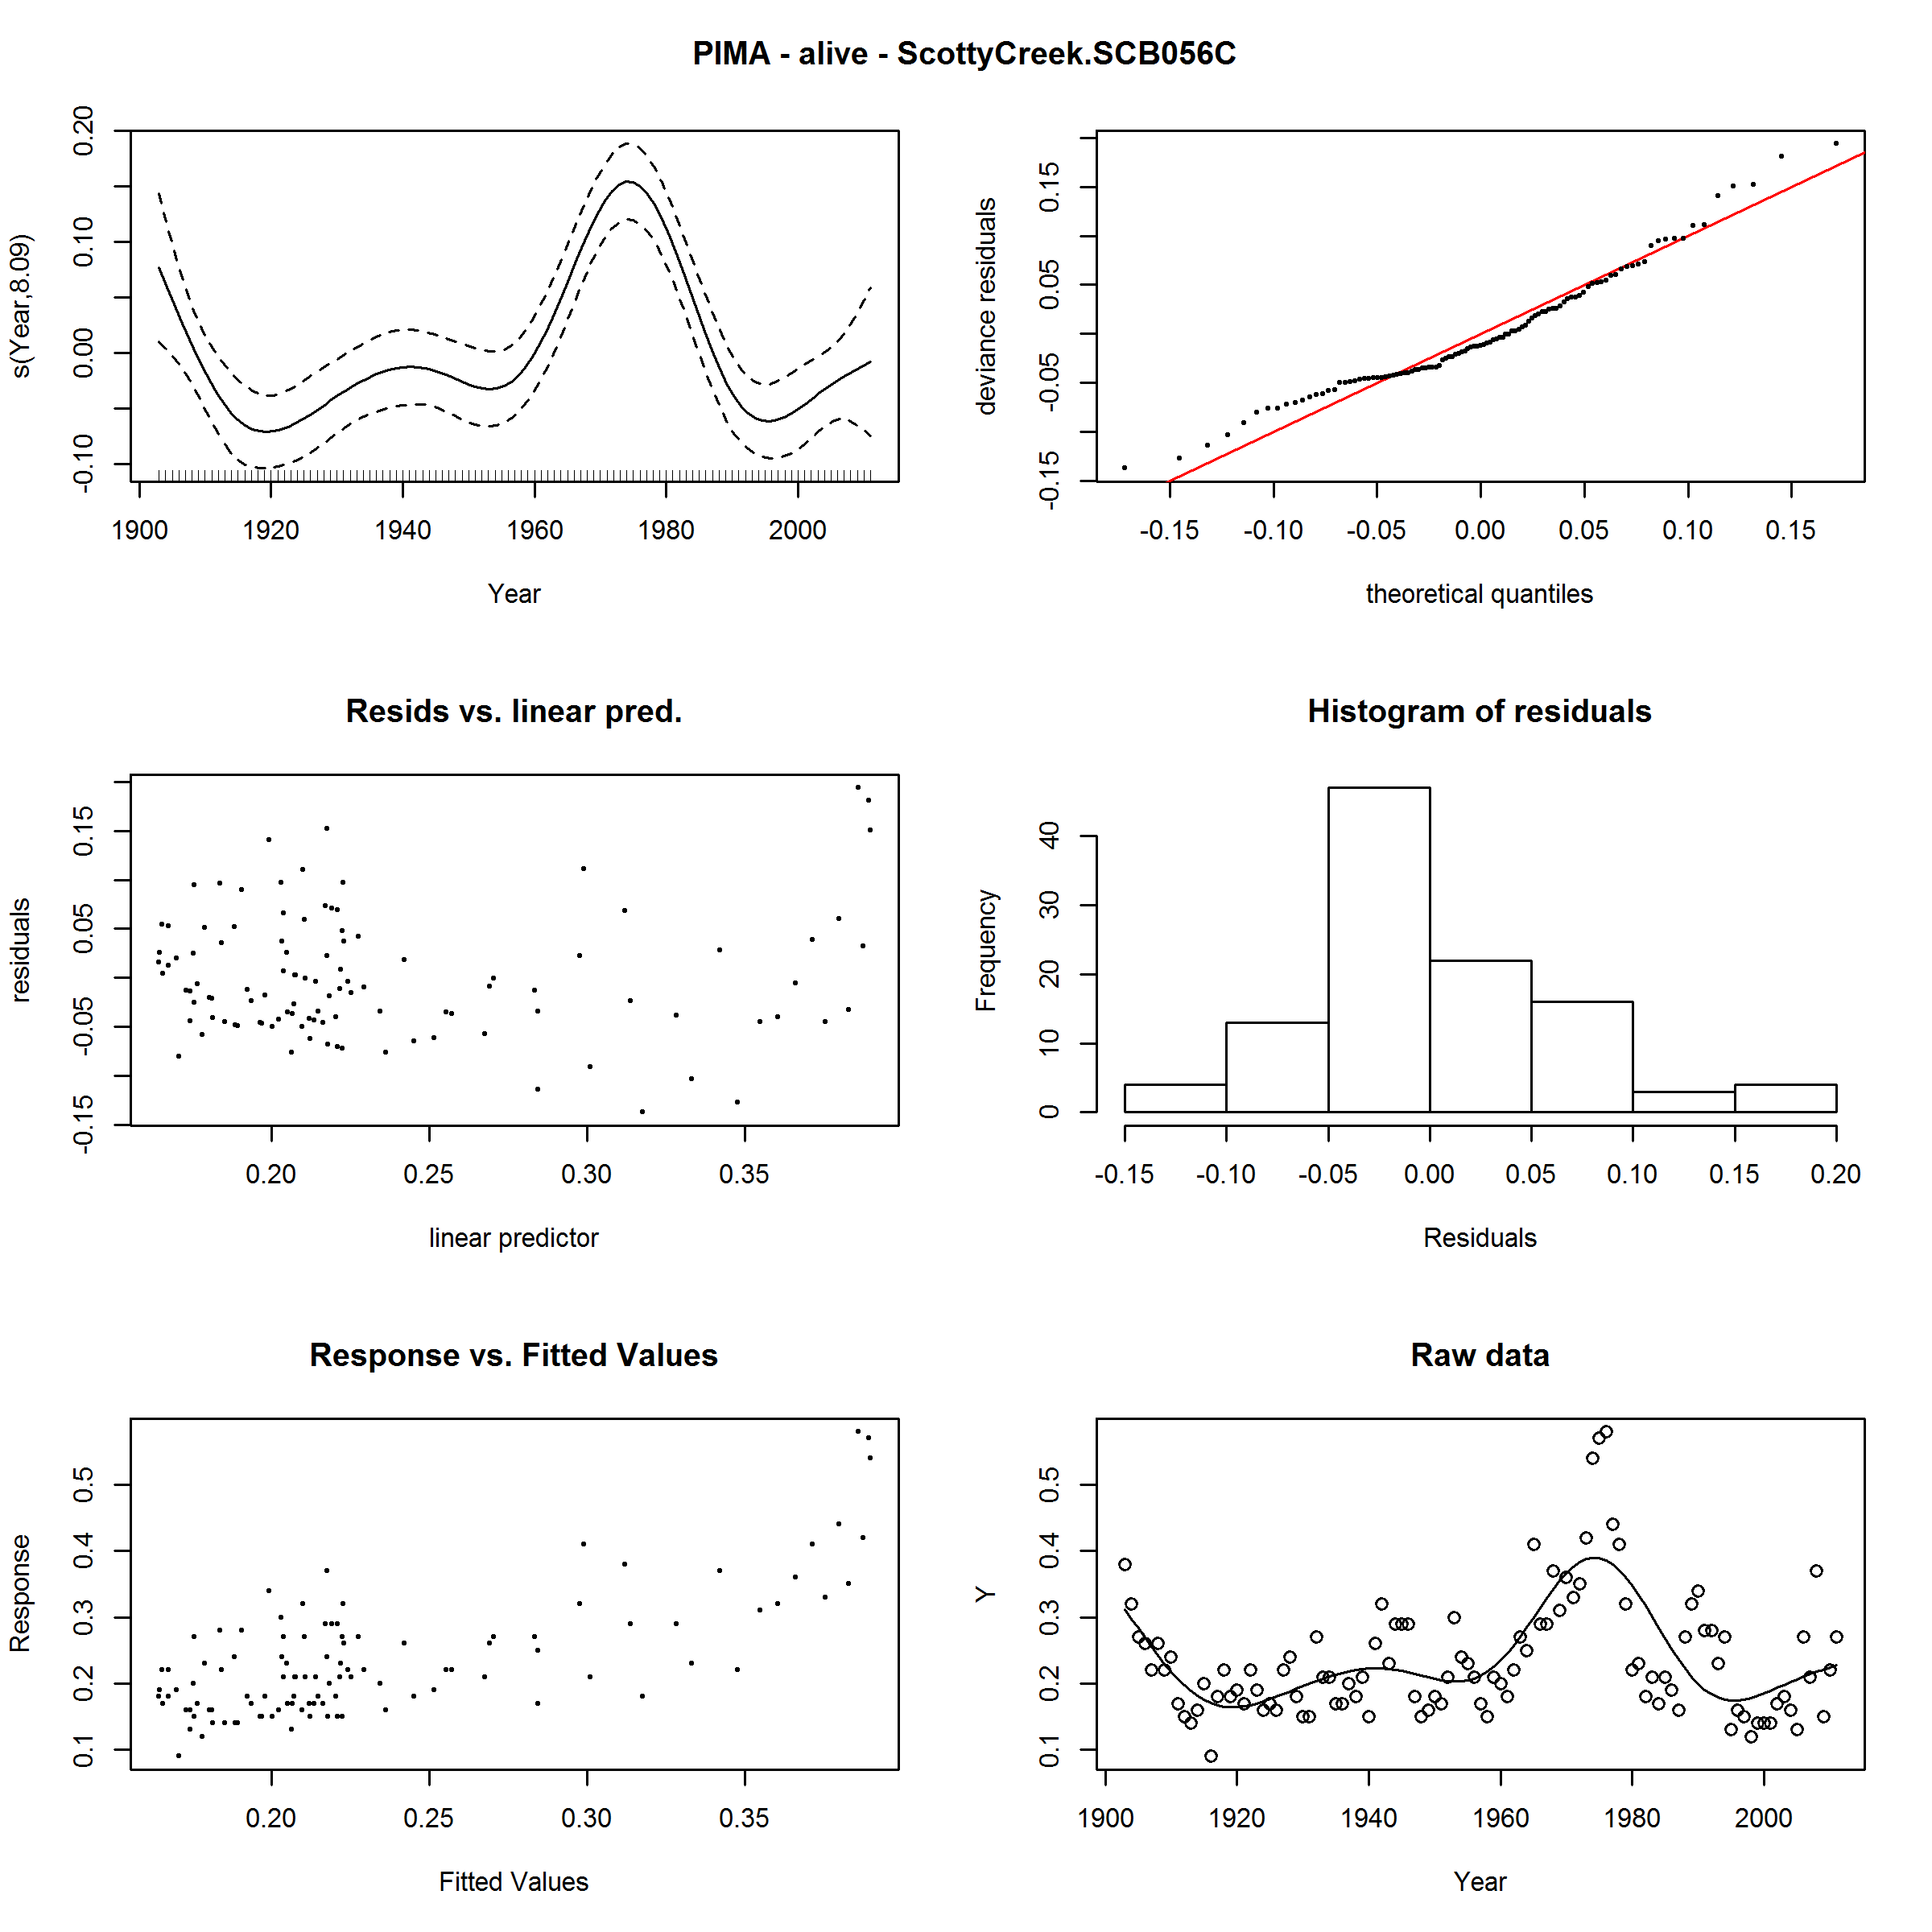 PIMA - alive - ScottyCreek.SCB056C
s(Year,8.09)
-0.10 0.00 0.10 0.20
1900 1920 1940 1960 1980 2000
Year
deviance residuals
-0.15 -0.05 0.05 0.15
-0.15 -0.10 -0.05 0.00 0.05 0.10 0.15
theoretical quantiles
Resids vs. linear pred.
residuals
-0.15 -0.05 0.05 0.15
0.20 0.25 0.30 0.35
linear predictor
Histogram of residuals
Frequency
0 10 20 30 40
-0.15 -0.10 -0.05 0.00 0.05 0.10 0.15 0.20
Residuals
Response vs. Fitted Values
Response
0.1 0.2 0.3 0.4 0.5
0.20 0.25 0.30 0.35
Fitted Values
Raw data
Y
0.1 0.2 0.3 0.4 0.5
1900 1920 1940 1960 1980 2000
Year